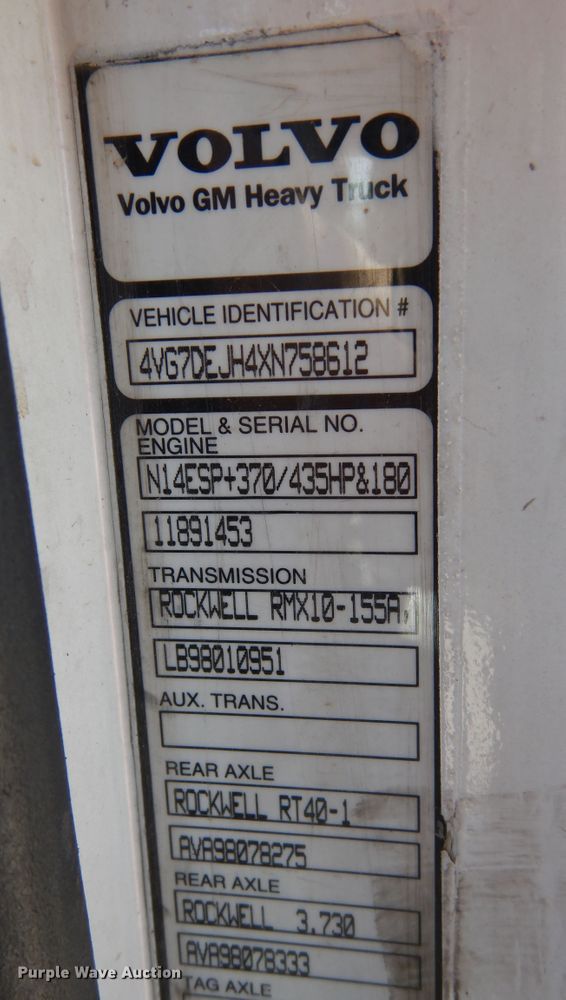 VOLVO
Volvo GM Heavy Truck
VEHICLE IDENTIFICATION #
4VG7DEJH4XN758612
MODEL & SERIAL NO.
ENGINE
N14ESP+370/435HP&180
11891453
TRANSMISSION
ROCKWELL RMX10-155A,
LB98010951
AUX. TRANS.
REAR AXLE
ROCKWELL RT40-1
AVA98078275
REAR AXLE
ROCKWELL 3.730
AVA98078333
TAG AXLE
Purple Wave Auction